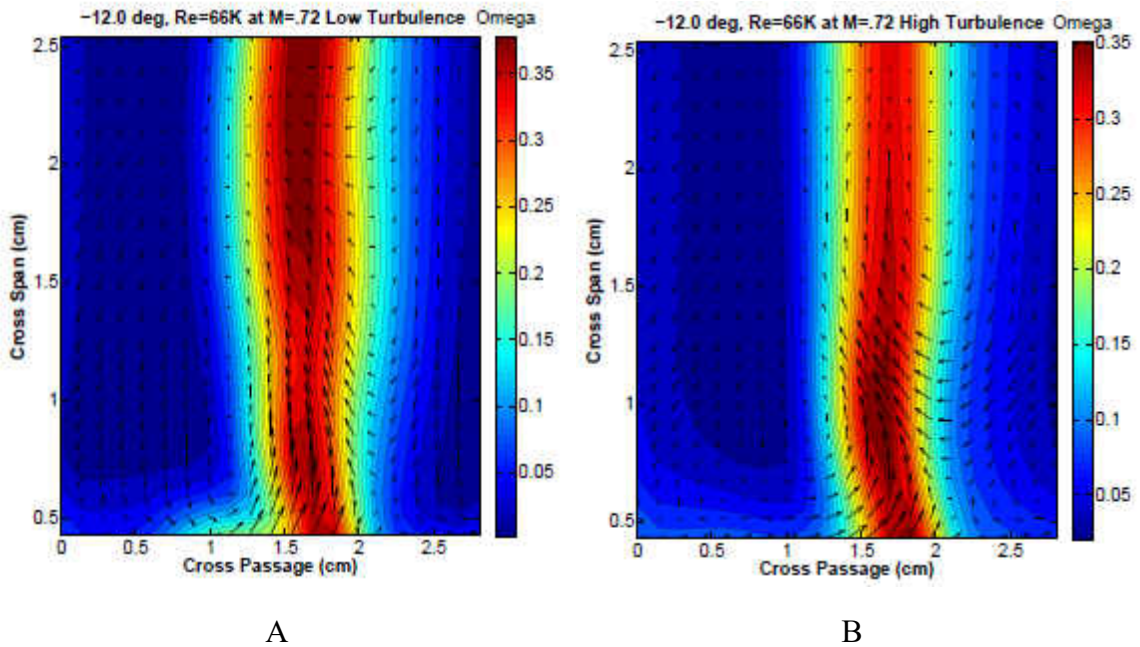 −12.0 deg, Re=66K at M=.72 Low Turbulence Omega
2.5
2
1.5
1
0.5
Cross Span (cm)
0 0.5 1 1.5 2 2.5
Cross Passage (cm)
0.35
0.3
0.25
0.2
0.15
0.1
0.05
A
−12.0 deg, Re=66K at M=.72 High Turbulence Omega
2.5
2
1.5
1
0.5
Cross Span (cm)
0 0.5 1 1.5 2 2.5
Cross Passage (cm)
0.35
0.3
0.25
0.2
0.15
0.1
0.05
B